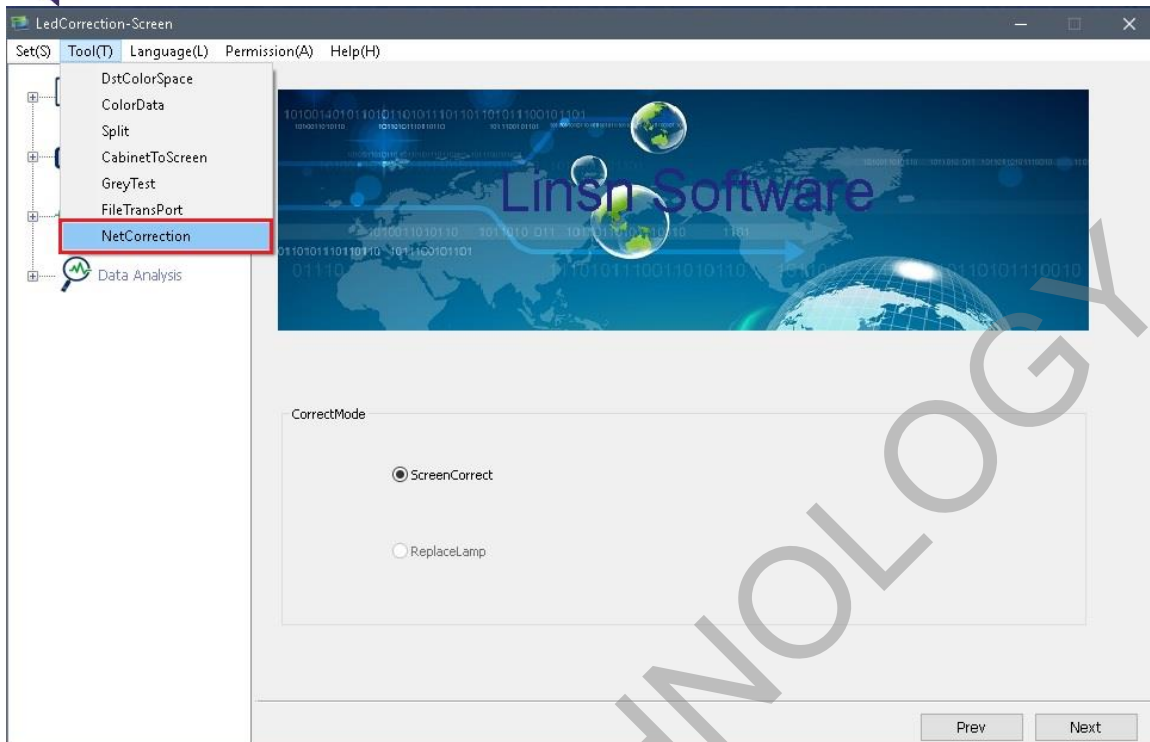 LedCorrection-Screen
Set(S) Tool(T) Language(L) Permission(A) Help(H)
DstColorSpace
ColorData
Split
CabinetToScreen
GreyTest
FileTransPort
NetCorrection
Data Analysis
Linsn Software
CorrectMode
ScreenCorrect
ReplaceLamp
Prev Next
HNOLOGY